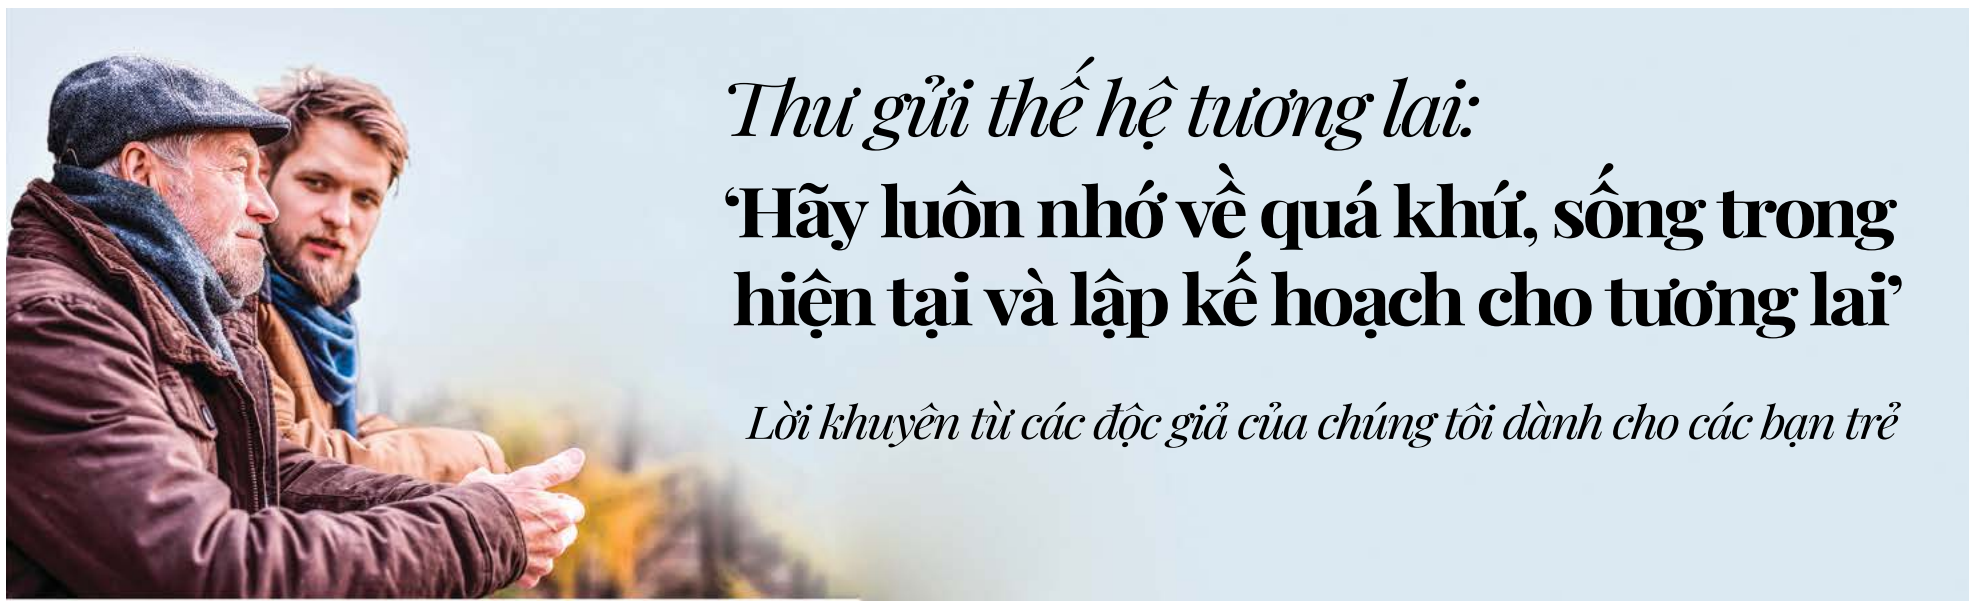 Thư gửi thế hệ tương lai:
‘Hãy luôn nhớ về quá khứ, sống trong
hiện tại và lập kế hoạch cho tương lai’
Lời khuyên từ các độc giả của chúng tôi dành cho các bạn trẻ